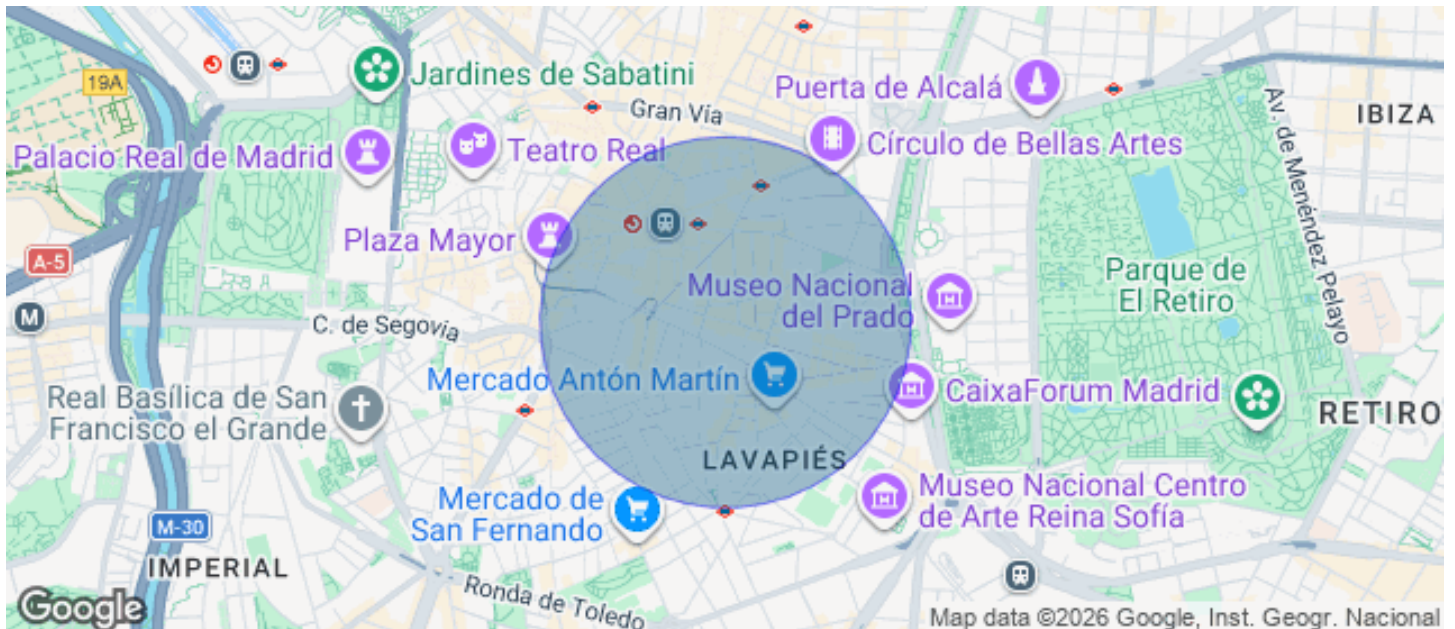 19A
Jardines de Sabatini
Puerta de Alcalá
Gran Vía
IBIZA
Av. de Menéndez Pelayo
Palacio Real de Madrid
Teatro Real
Círculo de Bellas Artes
Plaza Mayor
A-5
Museo Nacional
del Prado
Parque de
El Retiro
M
C. de Segovia
Mercado Antón Martín
CaixaForum Madrid
Real Basílica de San
Francisco el Grande
RETIRO
LAVAPIÉS
Mercado de
San Fernando
Museo Nacional Centro
de Arte Reina Sofía
M-30
IMPERIAL
Ronda de Toledo
Google
Map data ©2026 Google, Inst. Geogr. Nacional